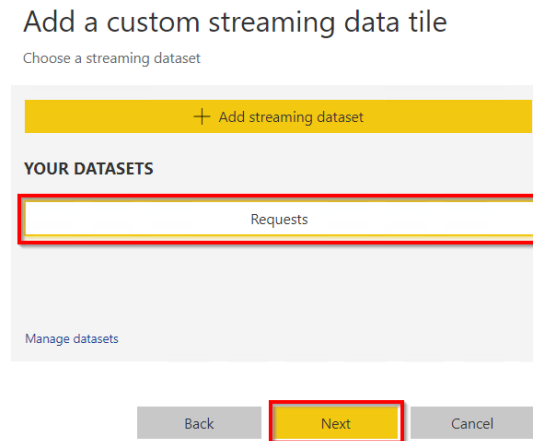 Add a custom streaming data tile
Choose a streaming dataset
+ Add streaming dataset
YOUR DATASETS
Requests
Manage datasets
Back Next Cancel